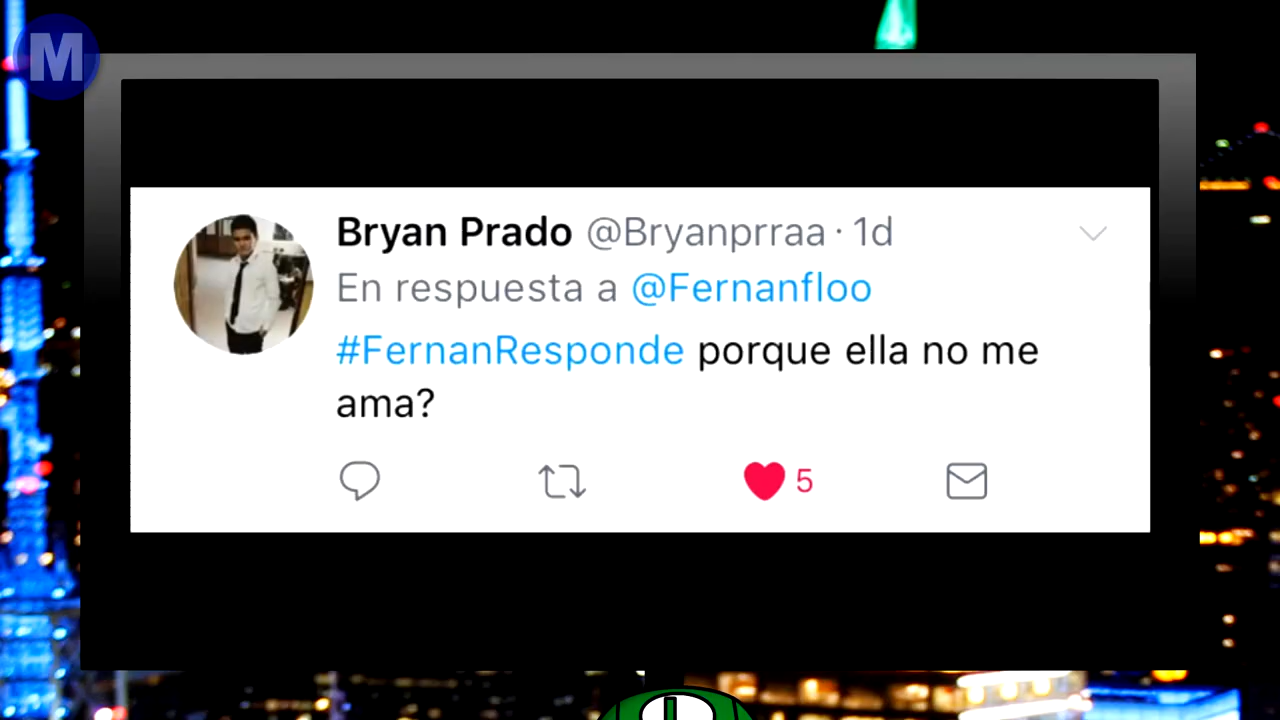 M
Bryan Prado @Bryanprraa · 1d
En respuesta a @Fernanfloo
#FernanResponde porque ella no me
ama?
5